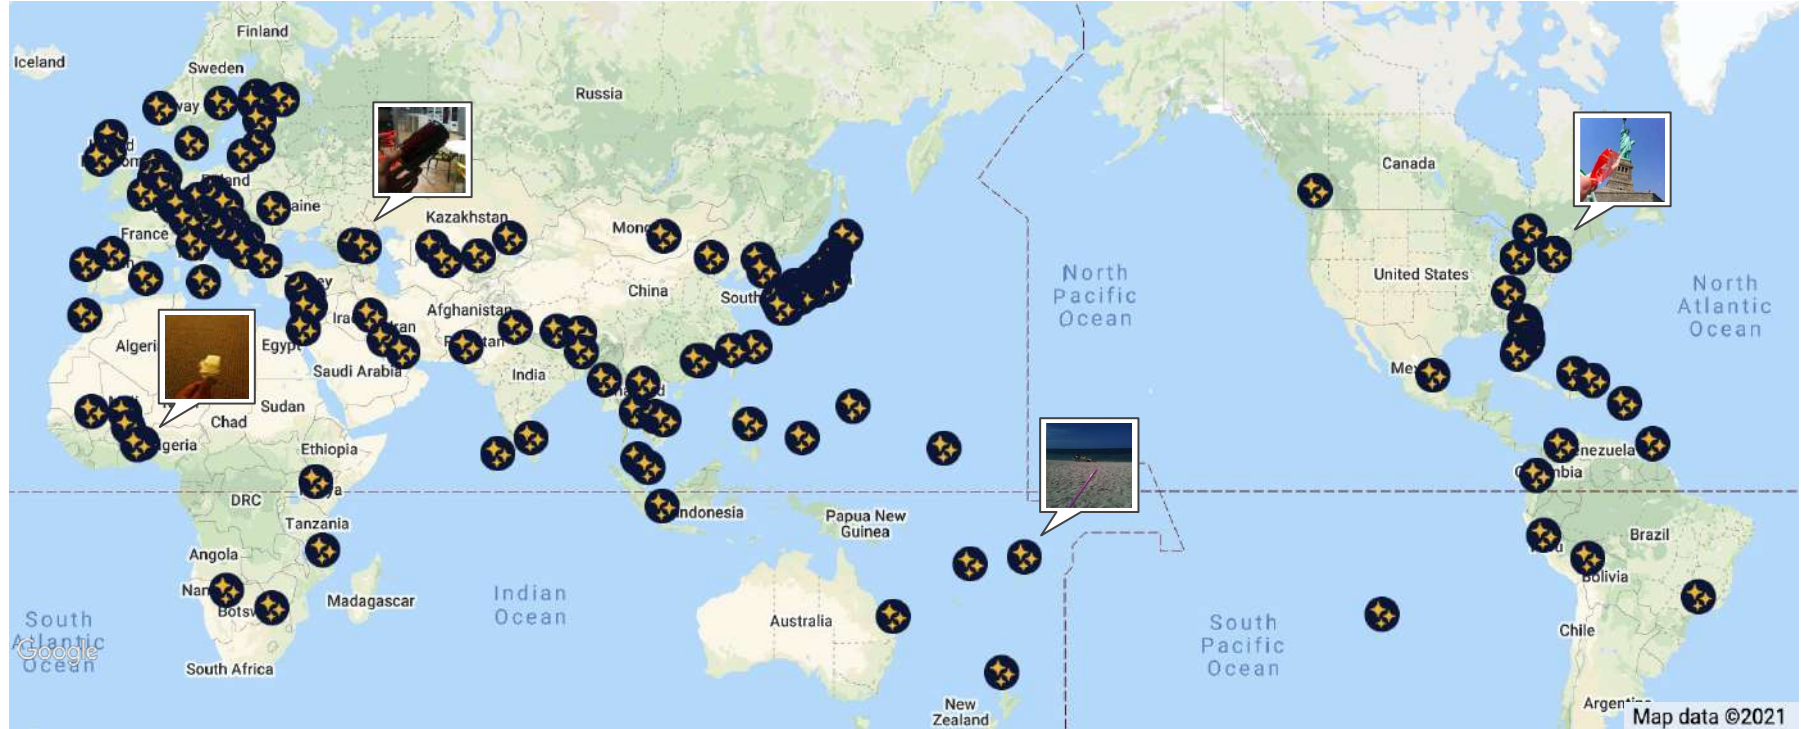 Finland
Iceland
Sweden
Russia
Canada
Kazakhstan
France
United States
North
Pacific
Ocean
North
Atlantic
Ocean
China
Afghanistan
Egypt
Saudi Arabia
India
Sudan
Chad
Ethiopia
DRC
Tanzania
Papua New
Guinea
Brazil
Angola
Bolivia
Madagascar
Indian
Ocean
Australia
South
Pacific
Ocean
Chile
South
Atlantic
Ocean
Google
South Africa
New
Zealand
Map data ©2021